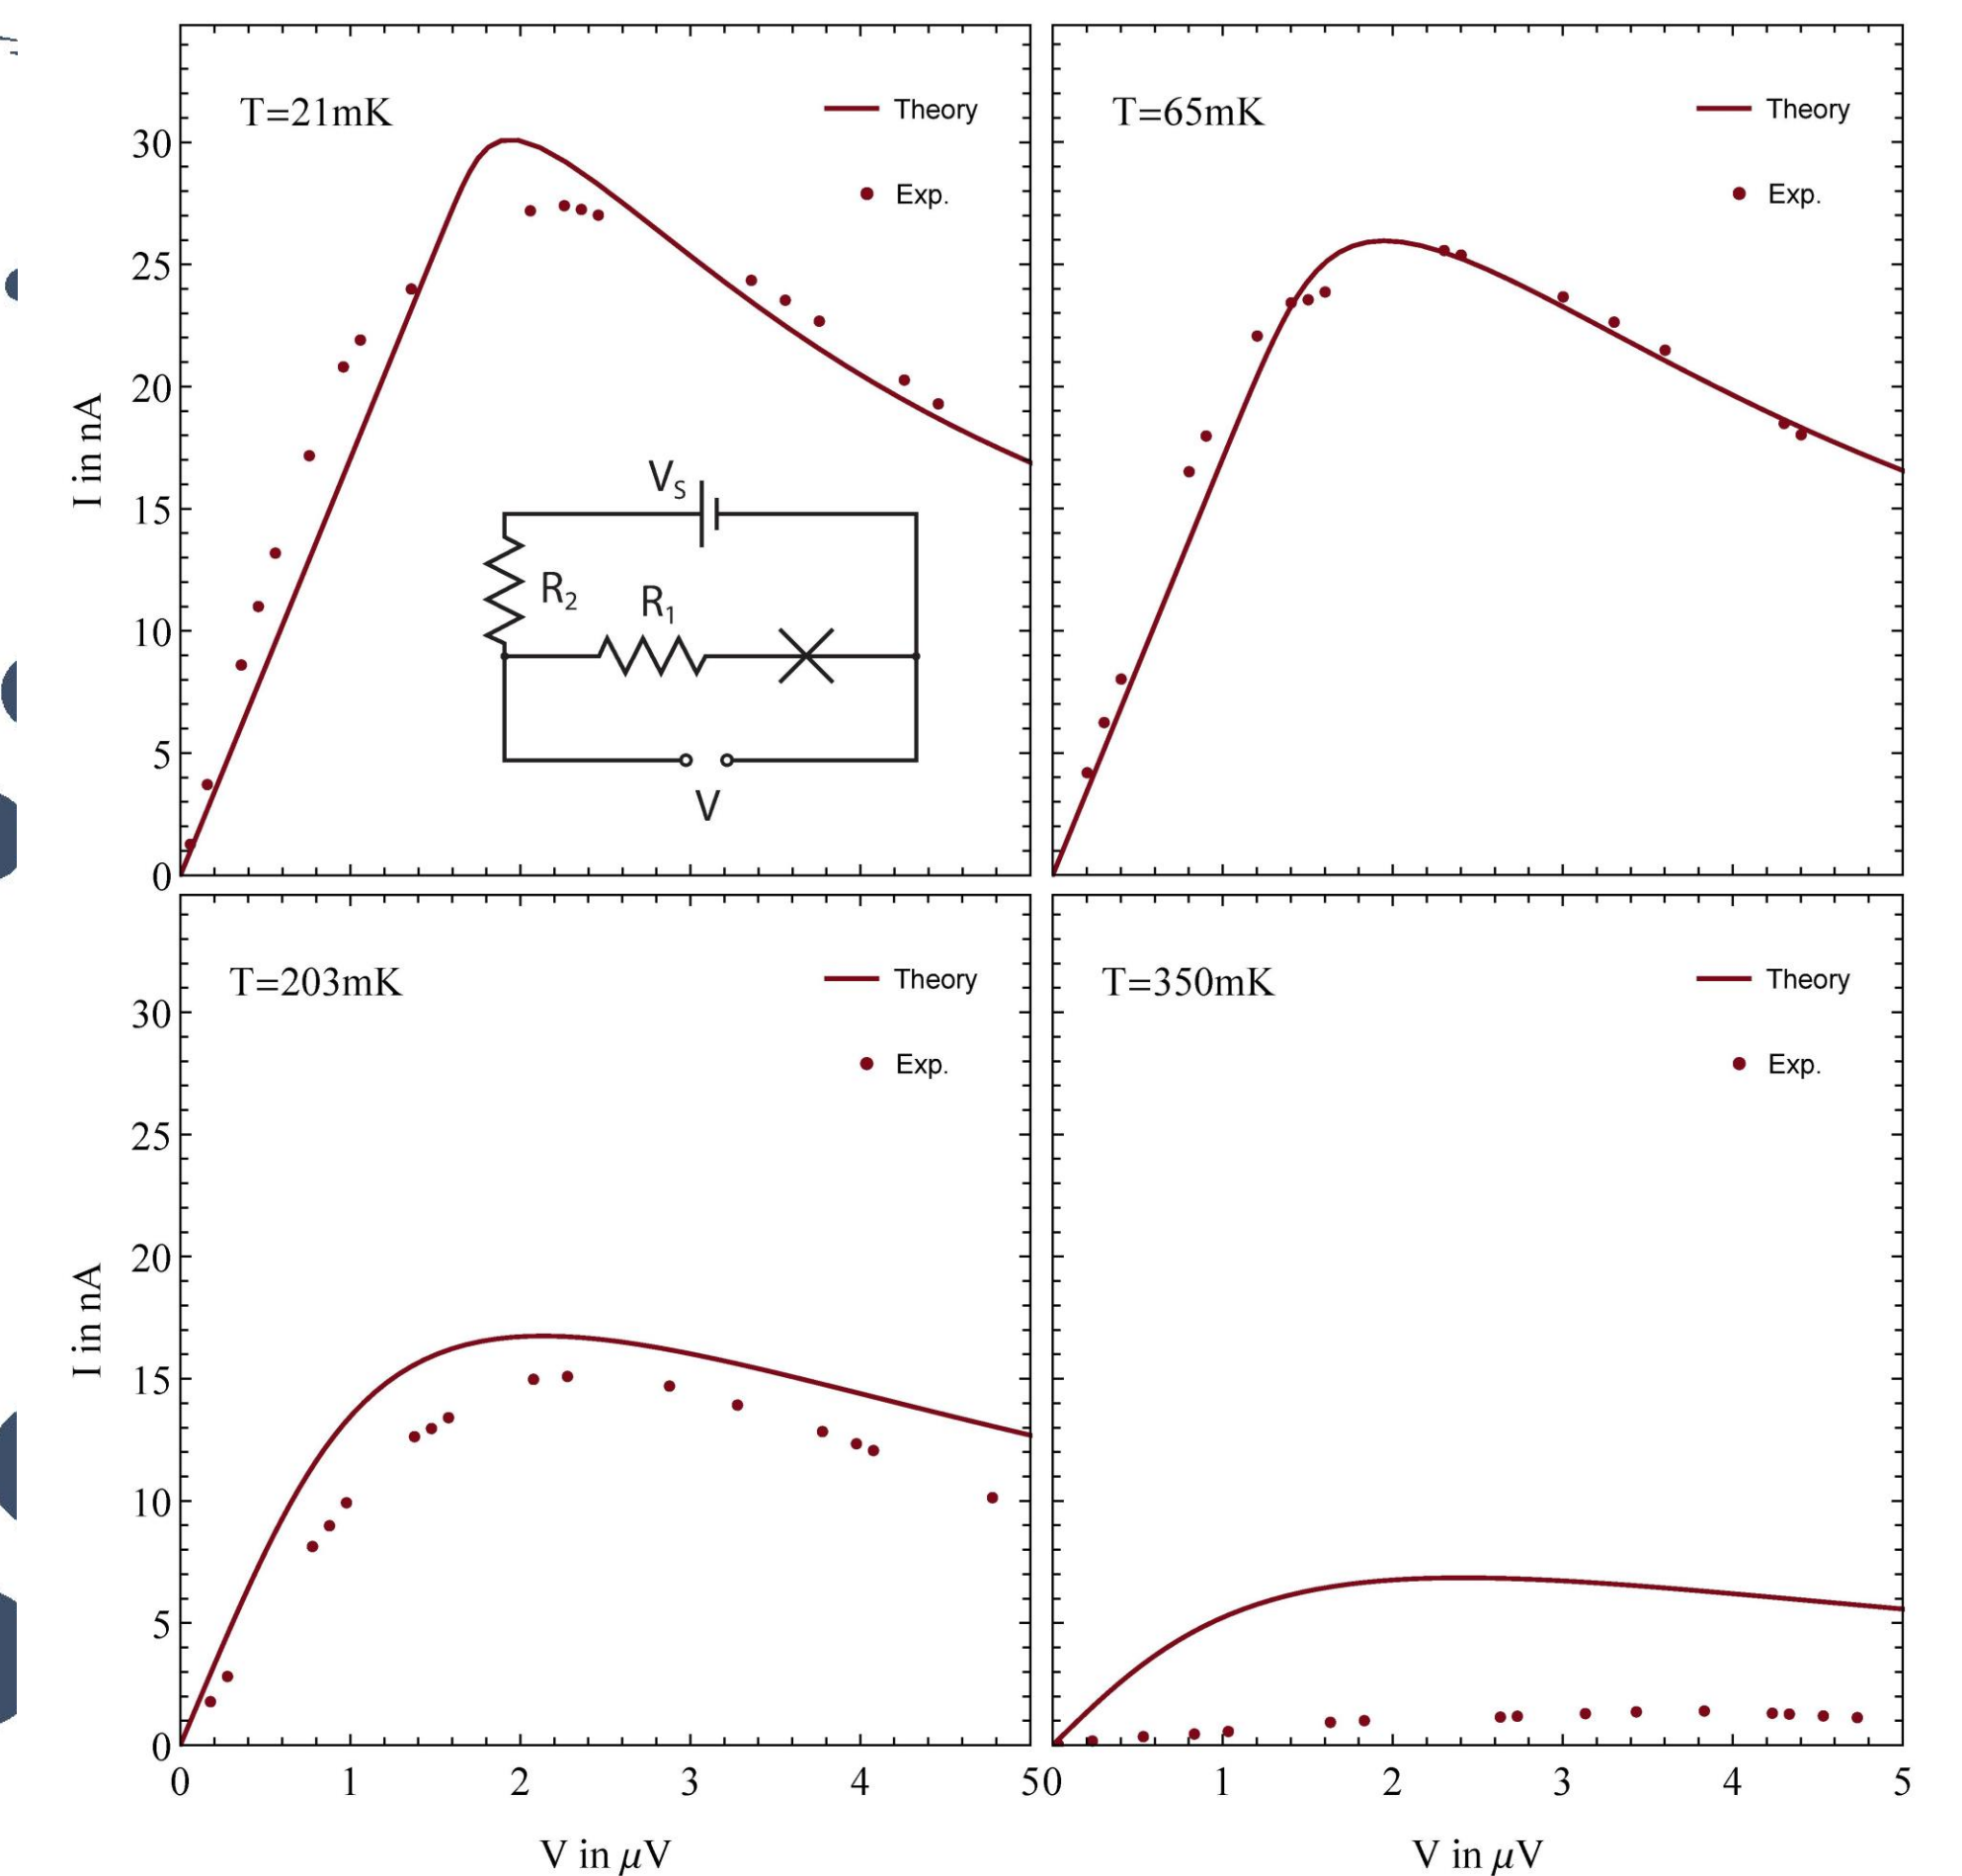 T=21mK
Theory
Exp.
30
25
20
15
10
5
0
I in nA
V_S
R_2
R_1
V
T=65mK
Theory
Exp.
T=203mK
Theory
Exp.
30
25
20
15
10
5
0
I in nA
0 1 2 3 4 5
V in μV
T=350mK
Theory
Exp.
0 1 2 3 4 5
V in μV